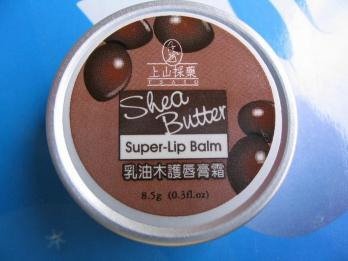 上山採藥
TSAIO
Shea
Butter
Super-Lip Balm
乳油木護唇膏霜
8.5g (0.3fl.oz)